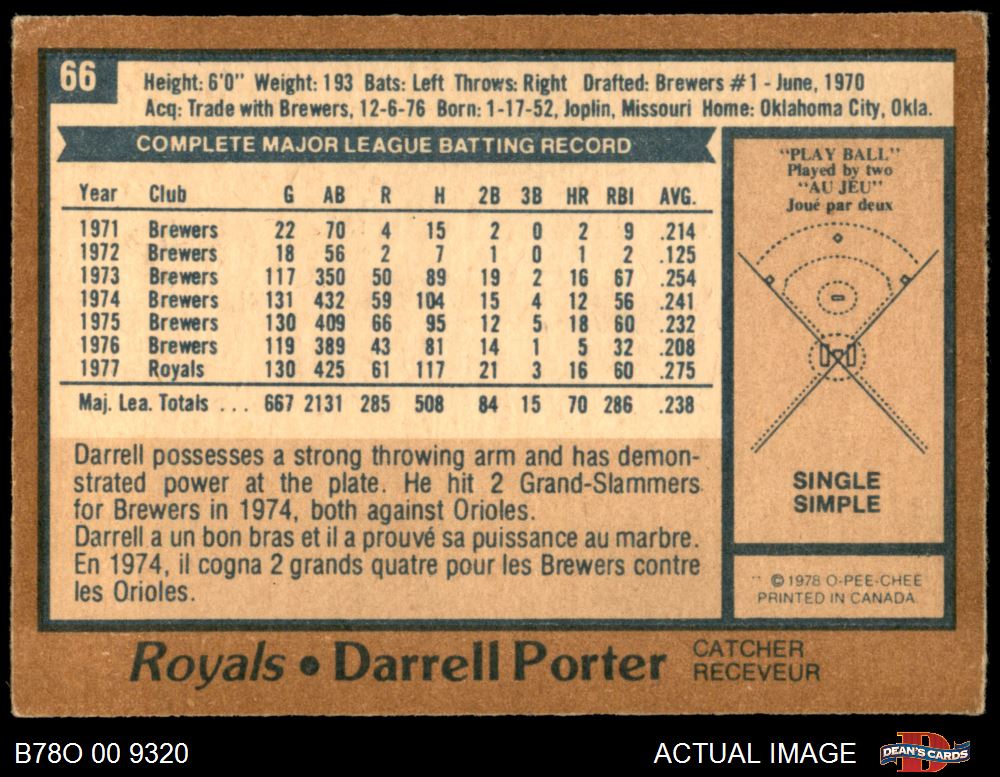 66
Height: 6'0" Weight: 193 Bats: Left Throws: Right Drafted: Brewers #1 - June, 1970
Acq: Trade with Brewers, 12-6-76 Born: 1-17-52, Joplin, Missouri Home: Oklahoma City, Okla.
COMPLETE MAJOR LEAGUE BATTING RECORD
Year Club G AB R H 2B 3B HR RBI AVG.
1971 Brewers 22 70 4 15 2 0 2 9 .214
1972 Brewers 18 56 2 7 1 0 1 2 .125
1973 Brewers 117 350 50 89 19 2 16 67 .254
1974 Brewers 131 432 59 104 15 4 12 56 .241
1975 Brewers 130 409 66 95 12 5 18 60 .232
1976 Brewers 119 389 43 81 14 1 5 32 .208
1977 Royals 130 425 61 117 21 3 16 60 .275
Maj. Lea. Totals ... 667 2131 285 508 84 15 70 286 .238
Darrell possesses a strong throwing arm and has demon-
strated power at the plate. He hit 2 Grand-Slammers
for Brewers in 1974, both against Orioles.
Darrell a un bon bras et il a prouvé sa puissance au marbre.
En 1974, il cogna 2 grands quatre pour les Brewers contre
les Orioles.
"PLAY BALL"
Played by two
"AU JEU"
Joué par deux
SINGLE
SIMPLE
© 1978 O-PEE-CHEE
PRINTED IN CANADA
Royals • Darrell Porter
CATCHER
RECEVEUR
B78O 00 9320
ACTUAL IMAGE
DEAN'S CARDS